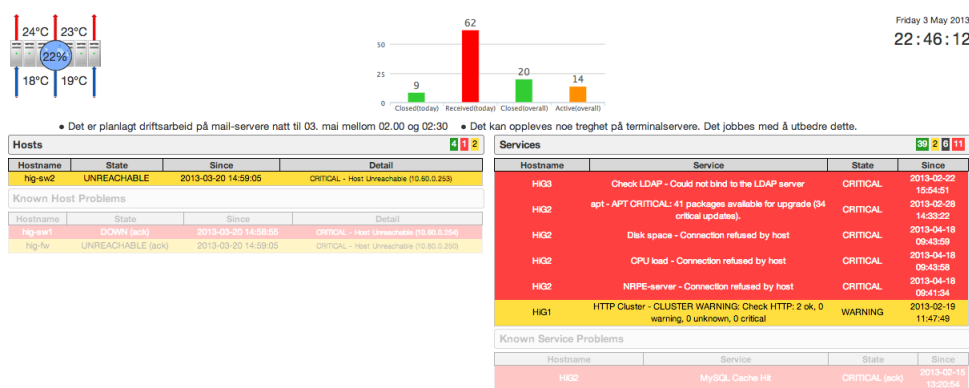 24°C 23°C
22%
18°C 19°C
62
50
25
0
9
20
14
Closed(today) Received(today) Closed(overall) Active(overall)
Friday 3 May 2013
22:46:12
● Det er planlagt driftsarbeid på mail-servere natt til 03. mai mellom 02.00 og 02:30 ● Det kan oppleves noe treghet på terminalservere. Det jobbes med å utbedre dette.
Hosts 4 1 2
Hostname State Since Detail
hig-sw2 UNREACHABLE 2013-03-20 14:59:05 CRITICAL - Host Unreachable (10.60.0.253)
Known Host Problems
Hostname State Since Detail
hig-sw1 DOWN (ack) 2013-03-20 14:58:55 CRITICAL - Host Unreachable (10.60.0.254)
hig-fw UNREACHABLE (ack) 2013-03-20 14:59:05 CRITICAL - Host Unreachable (10.60.0.250)
Services 39 2 6 11
Hostname Service State Since
HIG3 Check LDAP - Could not bind to the LDAP server CRITICAL 2013-02-22
15:54:51
HIG2 apt - APT CRITICAL: 41 packages available for upgrade (34
critical updates). CRITICAL 2013-02-28
14:33:22
HIG2 Disk space - Connection refused by host CRITICAL 2013-04-18
09:43:59
HIG2 CPU load - Connection refused by host CRITICAL 2013-04-18
09:43:58
HIG2 NRPE-server - Connection refused by host CRITICAL 2013-04-18
09:41:34
HIG1 HTTP Cluster - CLUSTER WARNING: Check HTTP: 2 ok, 0
warning, 0 unknown, 0 critical WARNING 2013-02-19
11:47:49
Known Service Problems
Hostname Service State Since
HIG2 MySQL Cache Hit CRITICAL (ack) 2013-02-15
13:20:54